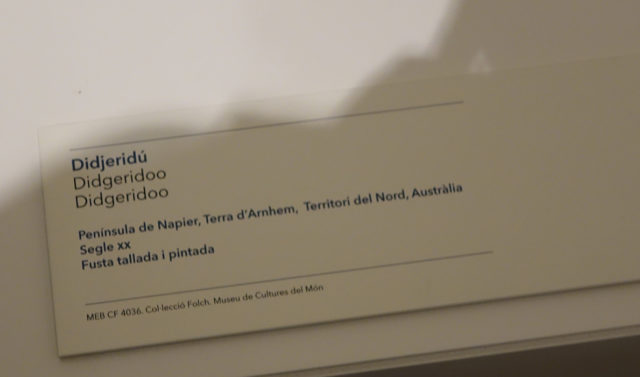 Didjeridú
Didgeridoo
Didgeridoo
Península de Napier, Terra d'Arnhem, Territori del Nord, Austràlia
Segle XX
Fusta tallada i pintada
MEB CF 4036. Col·lecció Folch. Museu de Cultures del Món